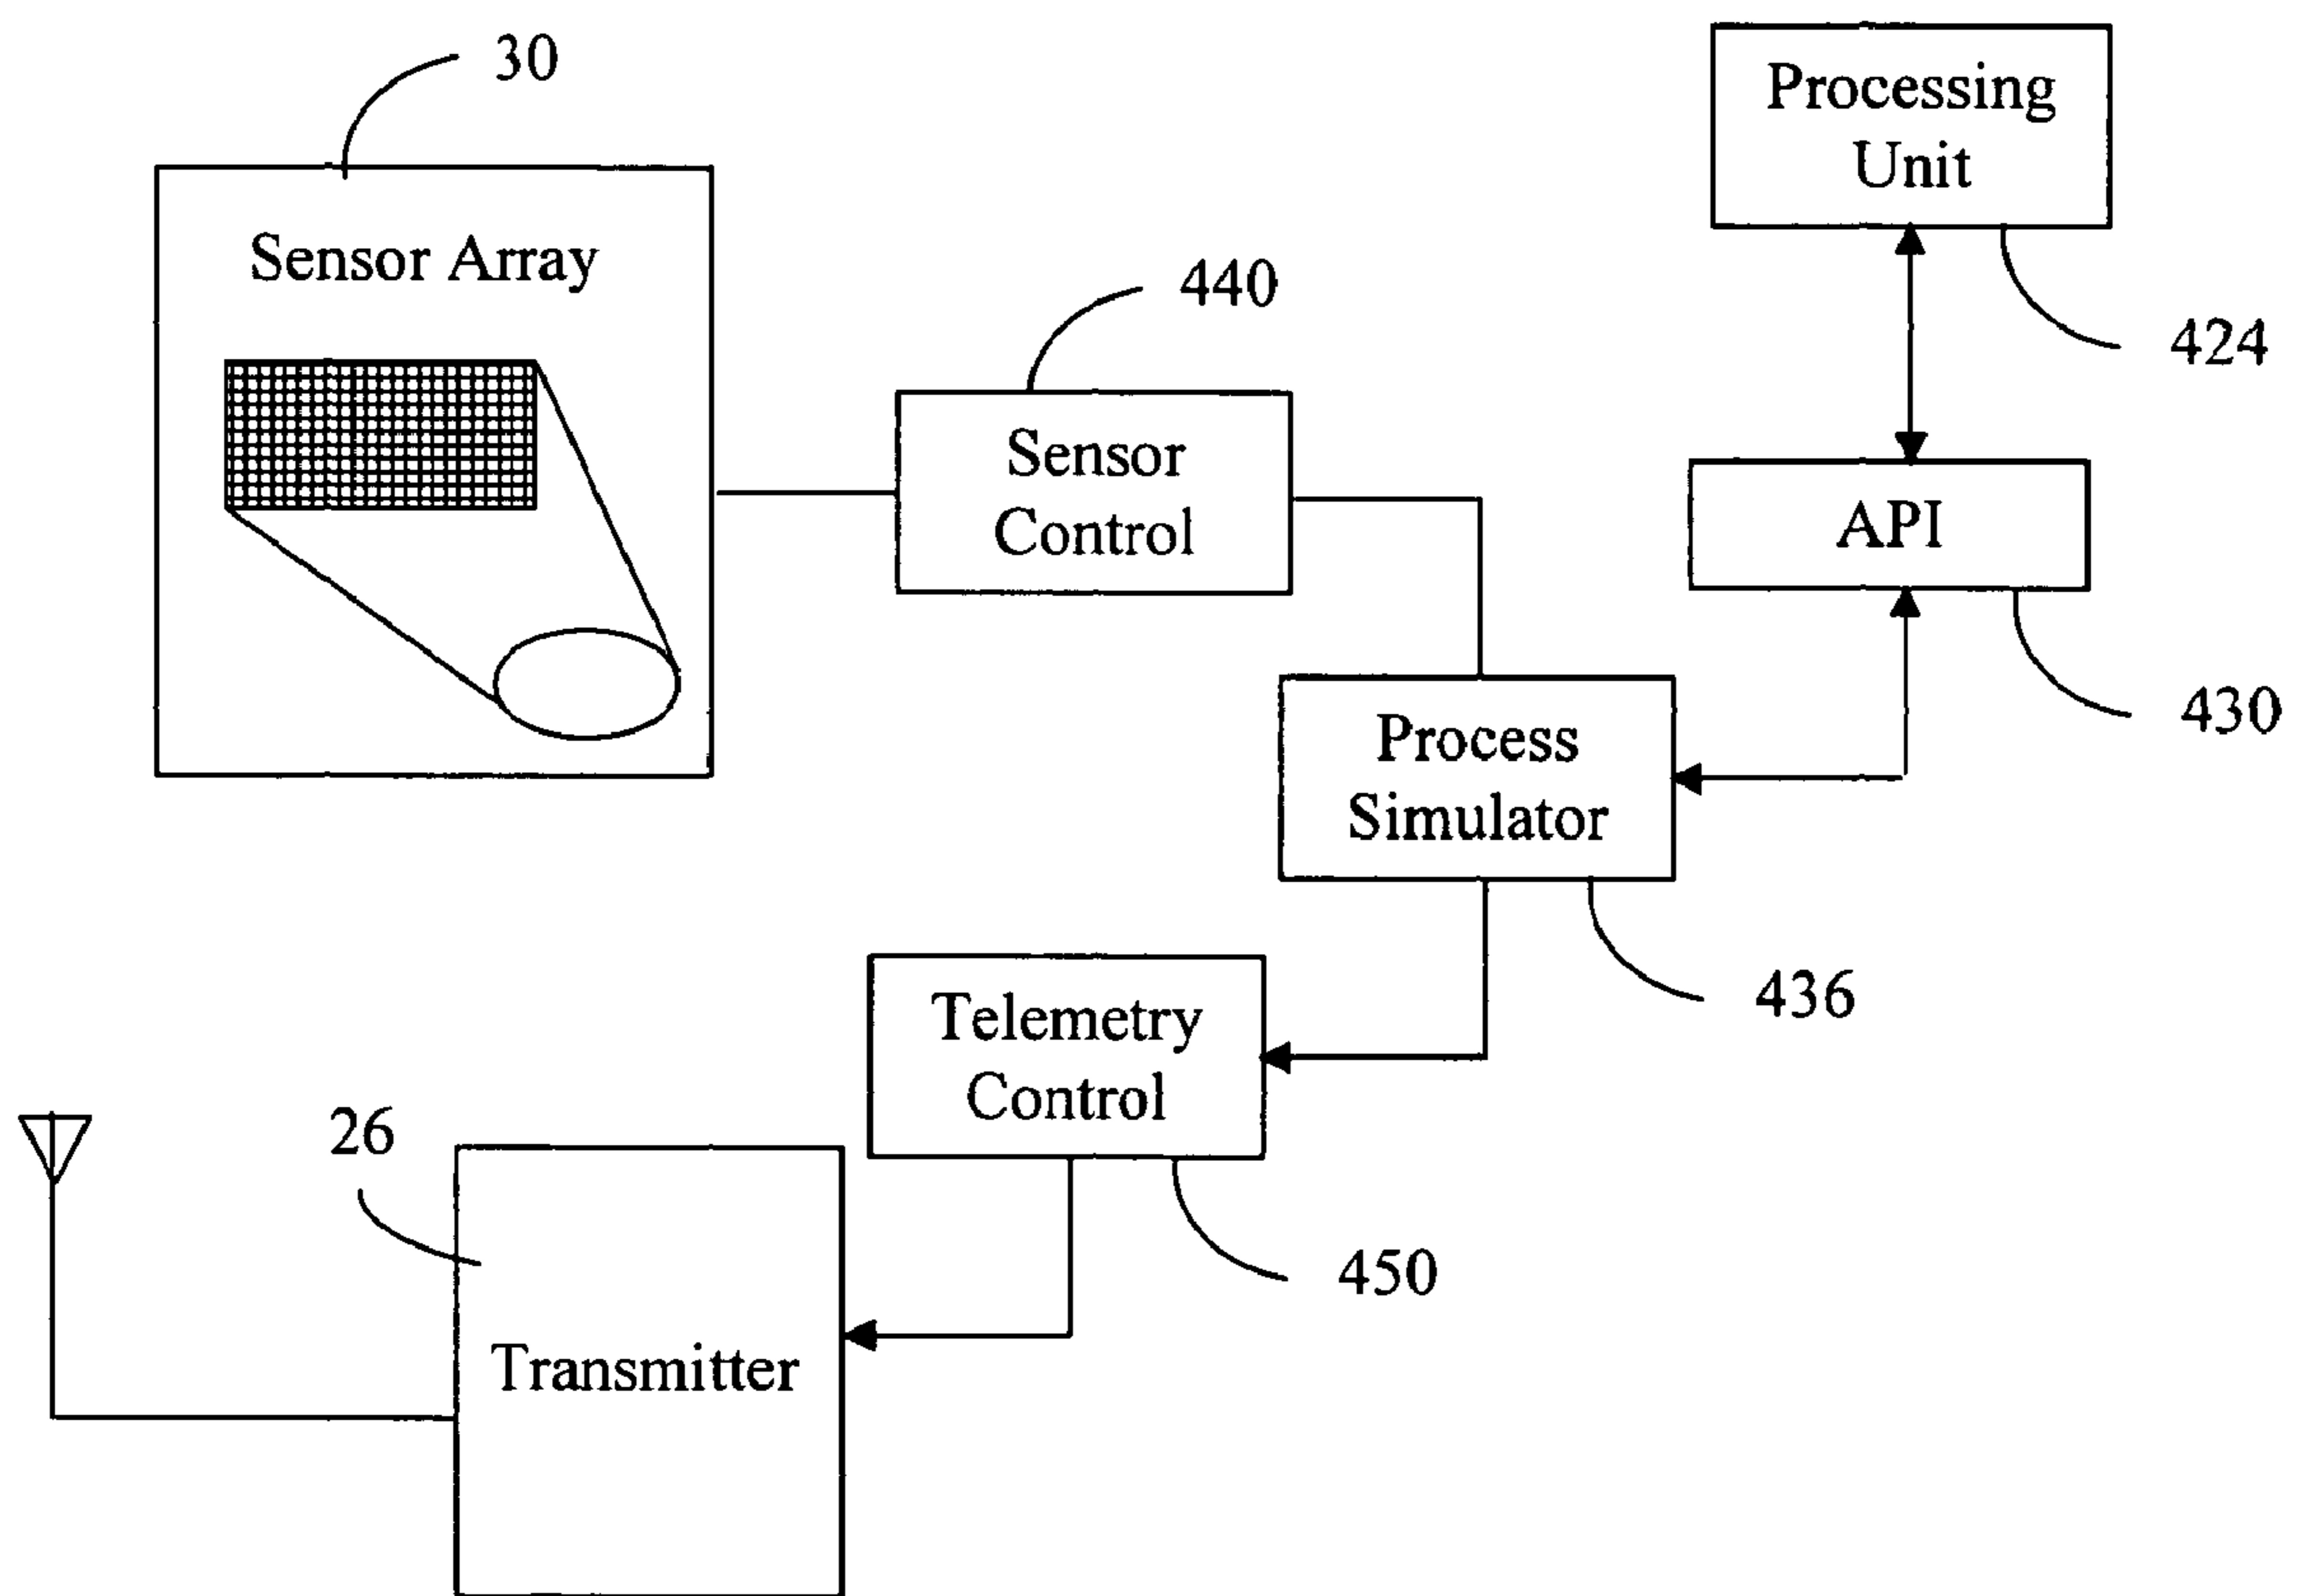 30
Processing
Unit
Sensor Array
440
424
Sensor
Control
API
430
Process
Simulator
436
Telemetry
Control
26
450
Transmitter